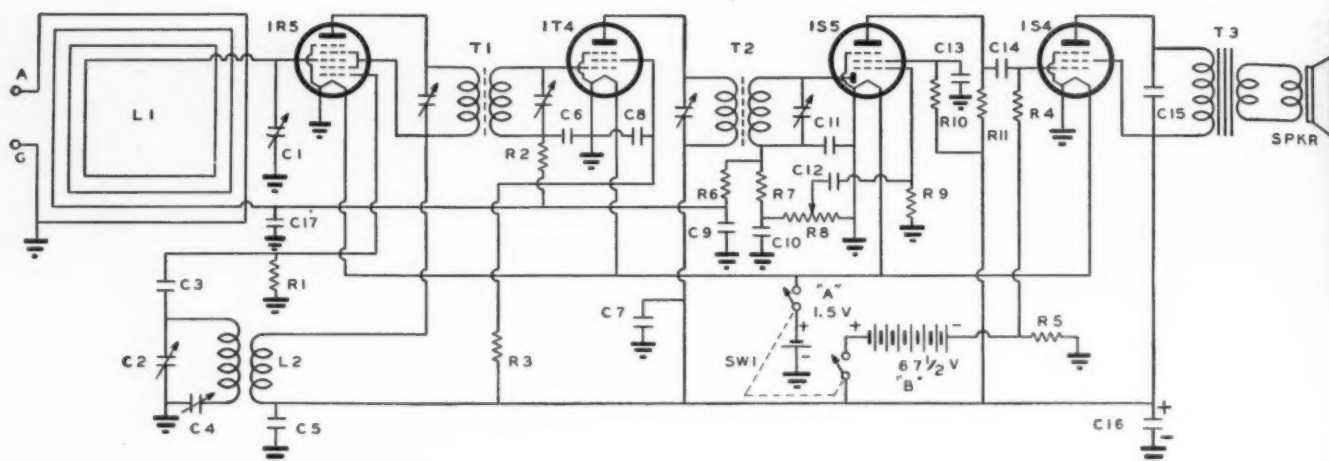 1R5
1T4
1S5
1S4
A
G
L1
T1
T2
T3
C1
R2
C6
C8
C11
C12
C13
C14
C15
R10
R11
R4
SPKR
R6
R7
R9
R8
C9
C10
C17
R1
C3
C2
C4
L2
C5
R3
C7
"A"
1.5 V
+
-
SW1
+ -
67 1/2 V
"B"
R5
C16
+
-